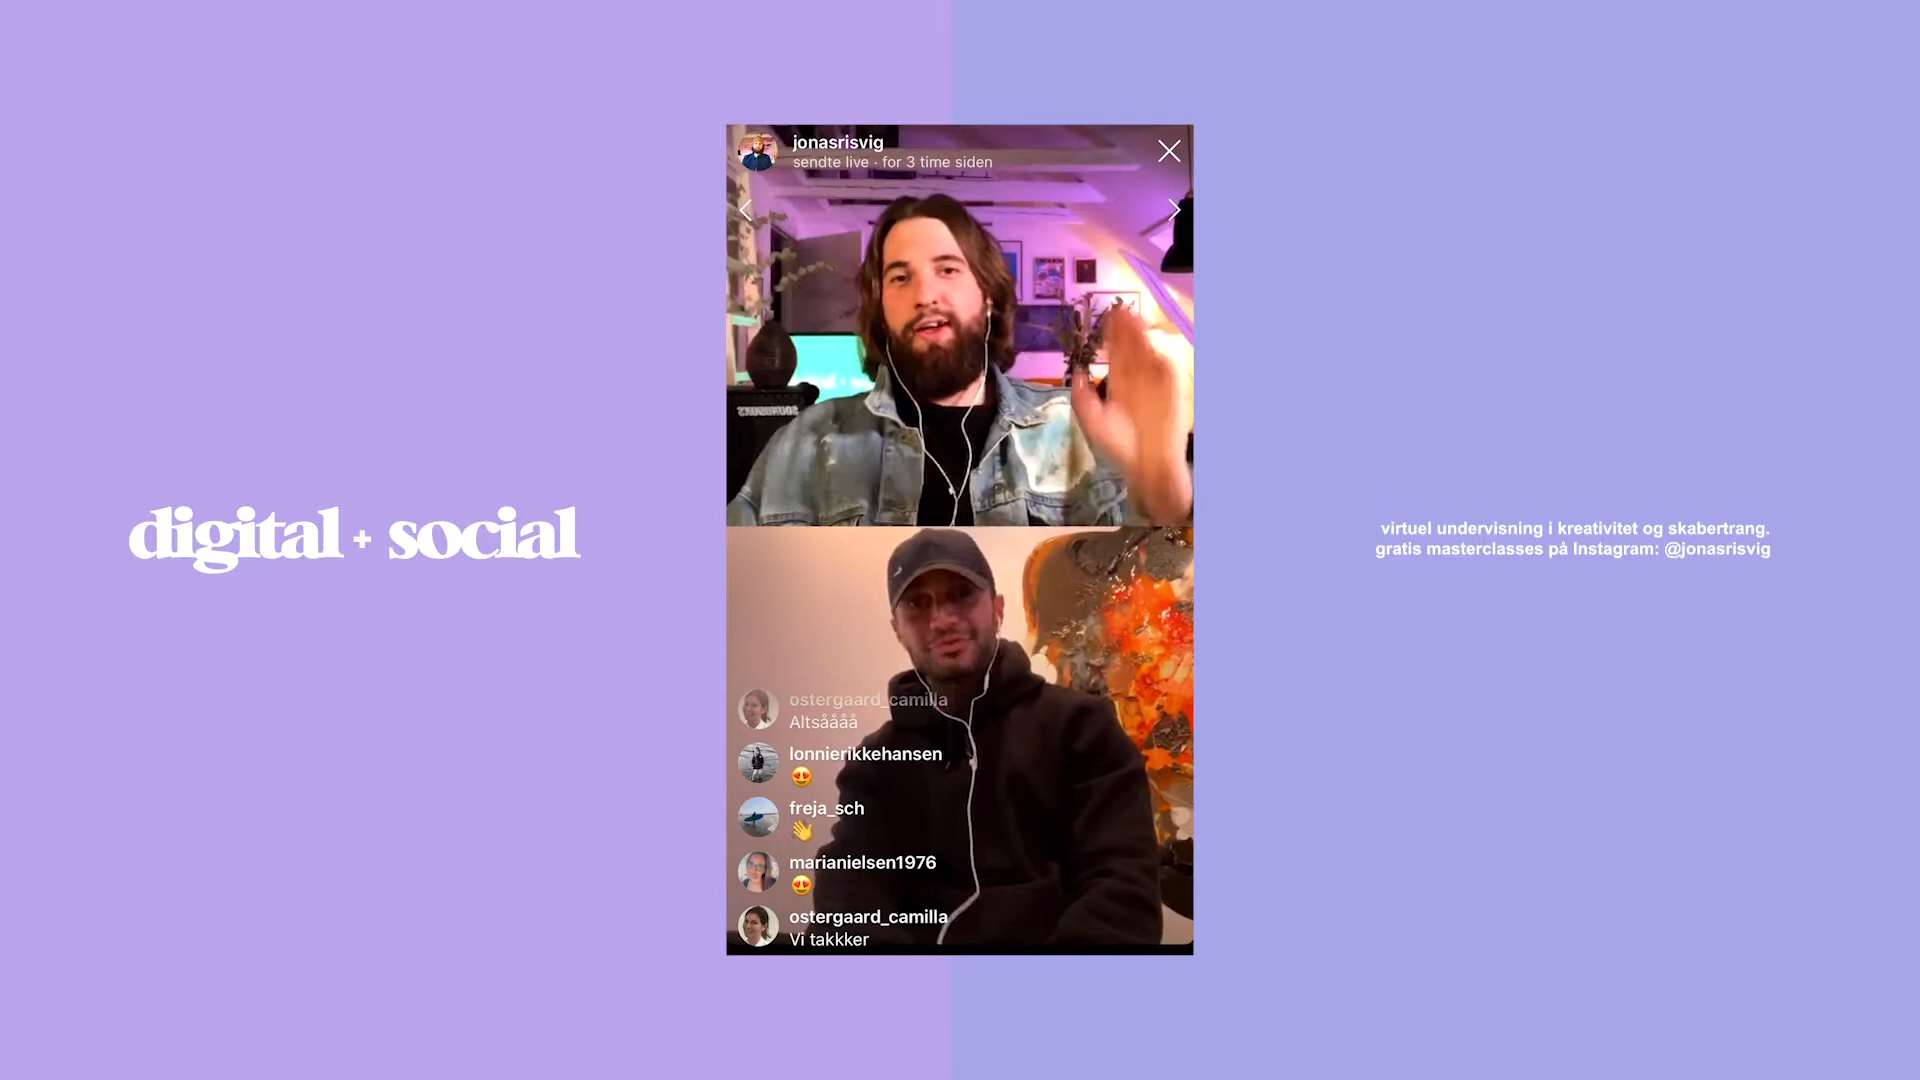 jonasrisvig
sendte live · for 3 time siden
SOUNDBOKS
digital + social
virtuel undervisning i kreativitet og skabertrang.
gratis masterclasses på Instagram: @jonasrisvig
ostergaard_camilla
Altsåååå
lonnierikkehansen
😍
freja_sch
👋
marianielsen1976
😍
ostergaard_camilla
Vi takkker